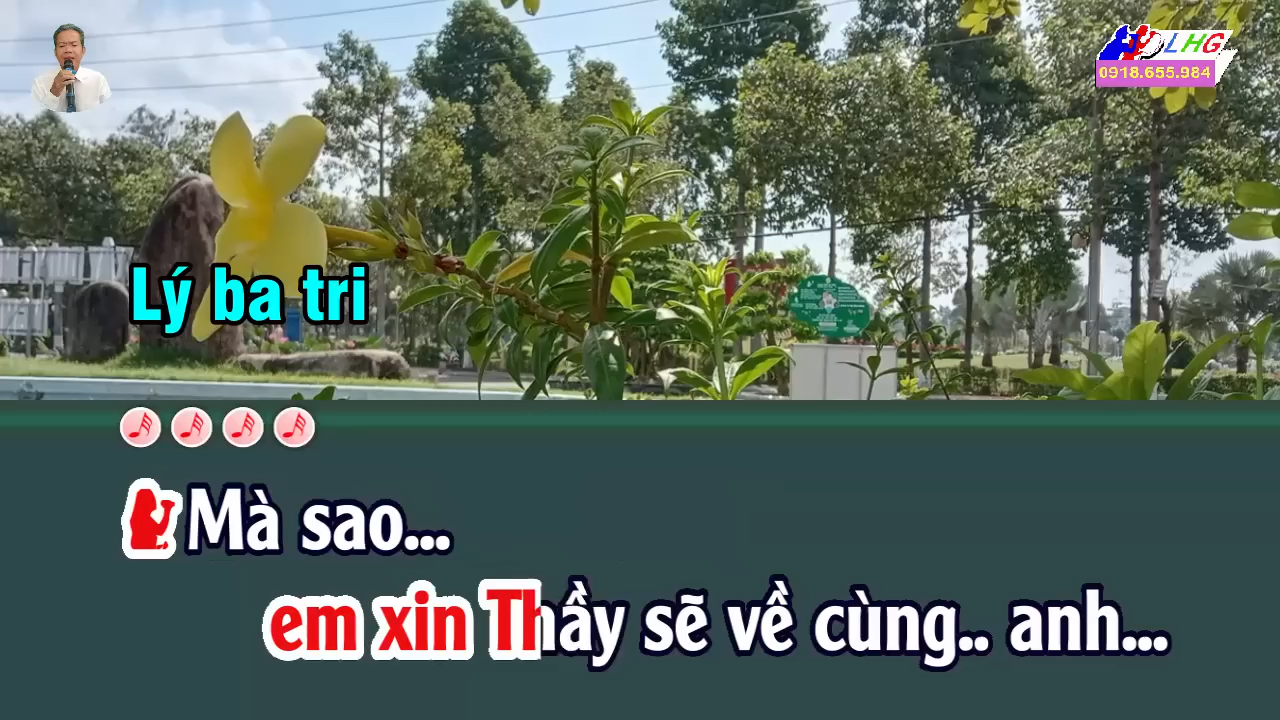 LHG
0918.655.984
Lý ba tri
Mà sao...
em xin Thầy sẽ về cùng.. anh...